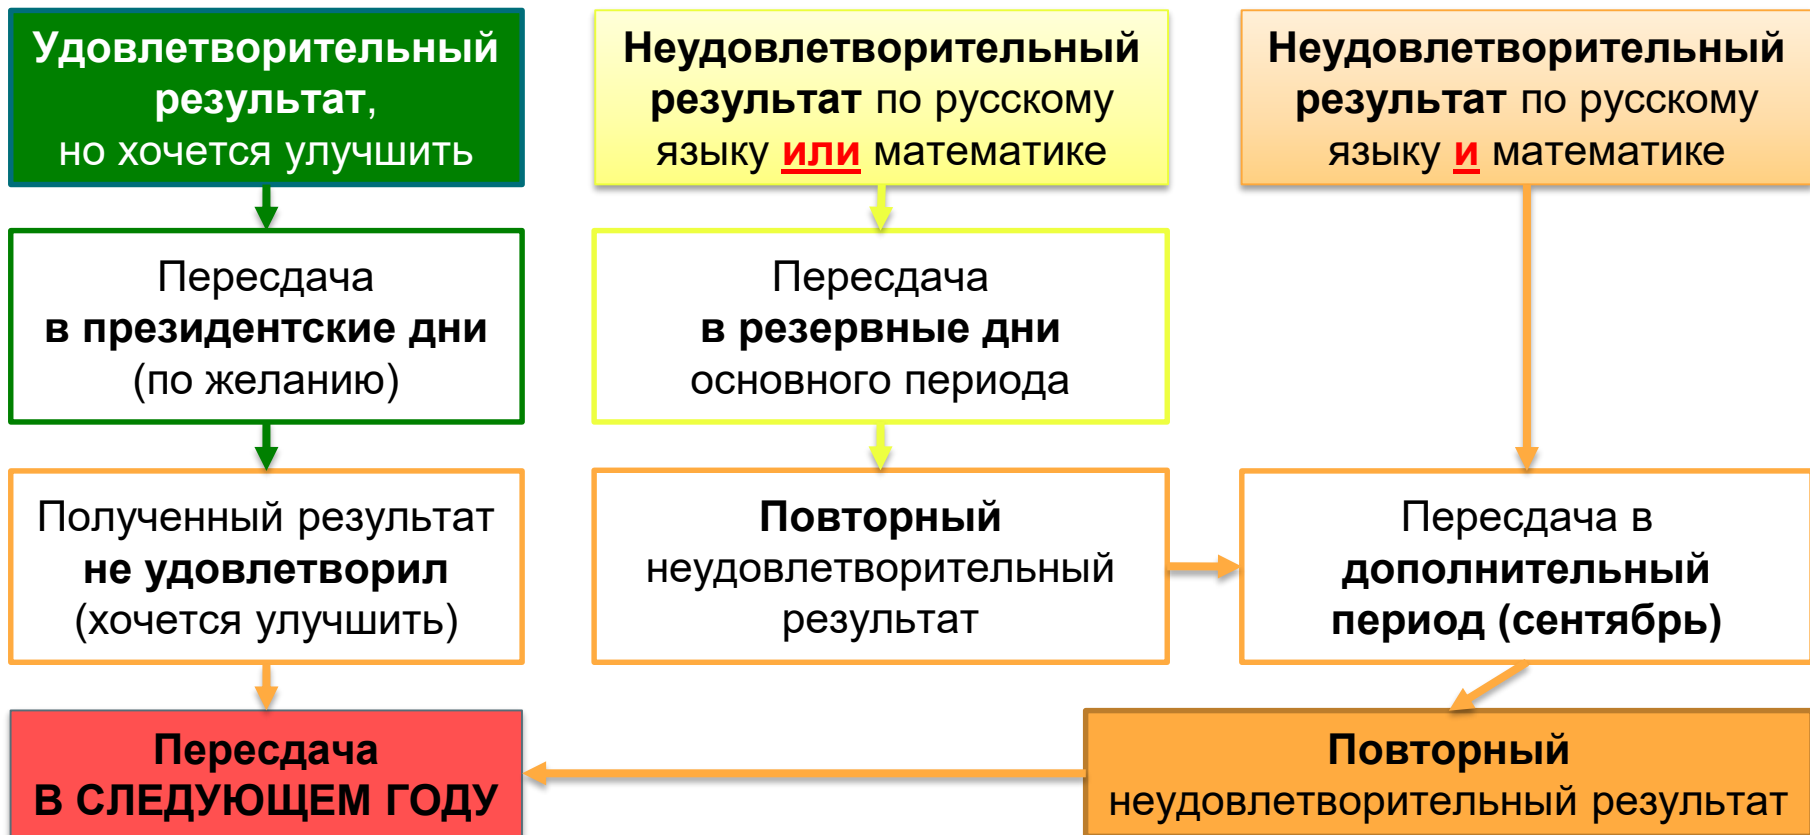 Удовлетворительный
результат,
но хочется улучшить
Неудовлетворительный
результат по русскому
языку или математике
Неудовлетворительный
результат по русскому
языку и математике
Пересдача
в президентские дни
(по желанию)
Пересдача
в резервные дни
основного периода
Полученный результат
не удовлетворил
(хочется улучшить)
Повторный
неудовлетворительный
результат
Пересдача в
дополнительный
период (сентябрь)
Пересдача
В СЛЕДУЮЩЕМ ГОДУ
Повторный
неудовлетворительный результат